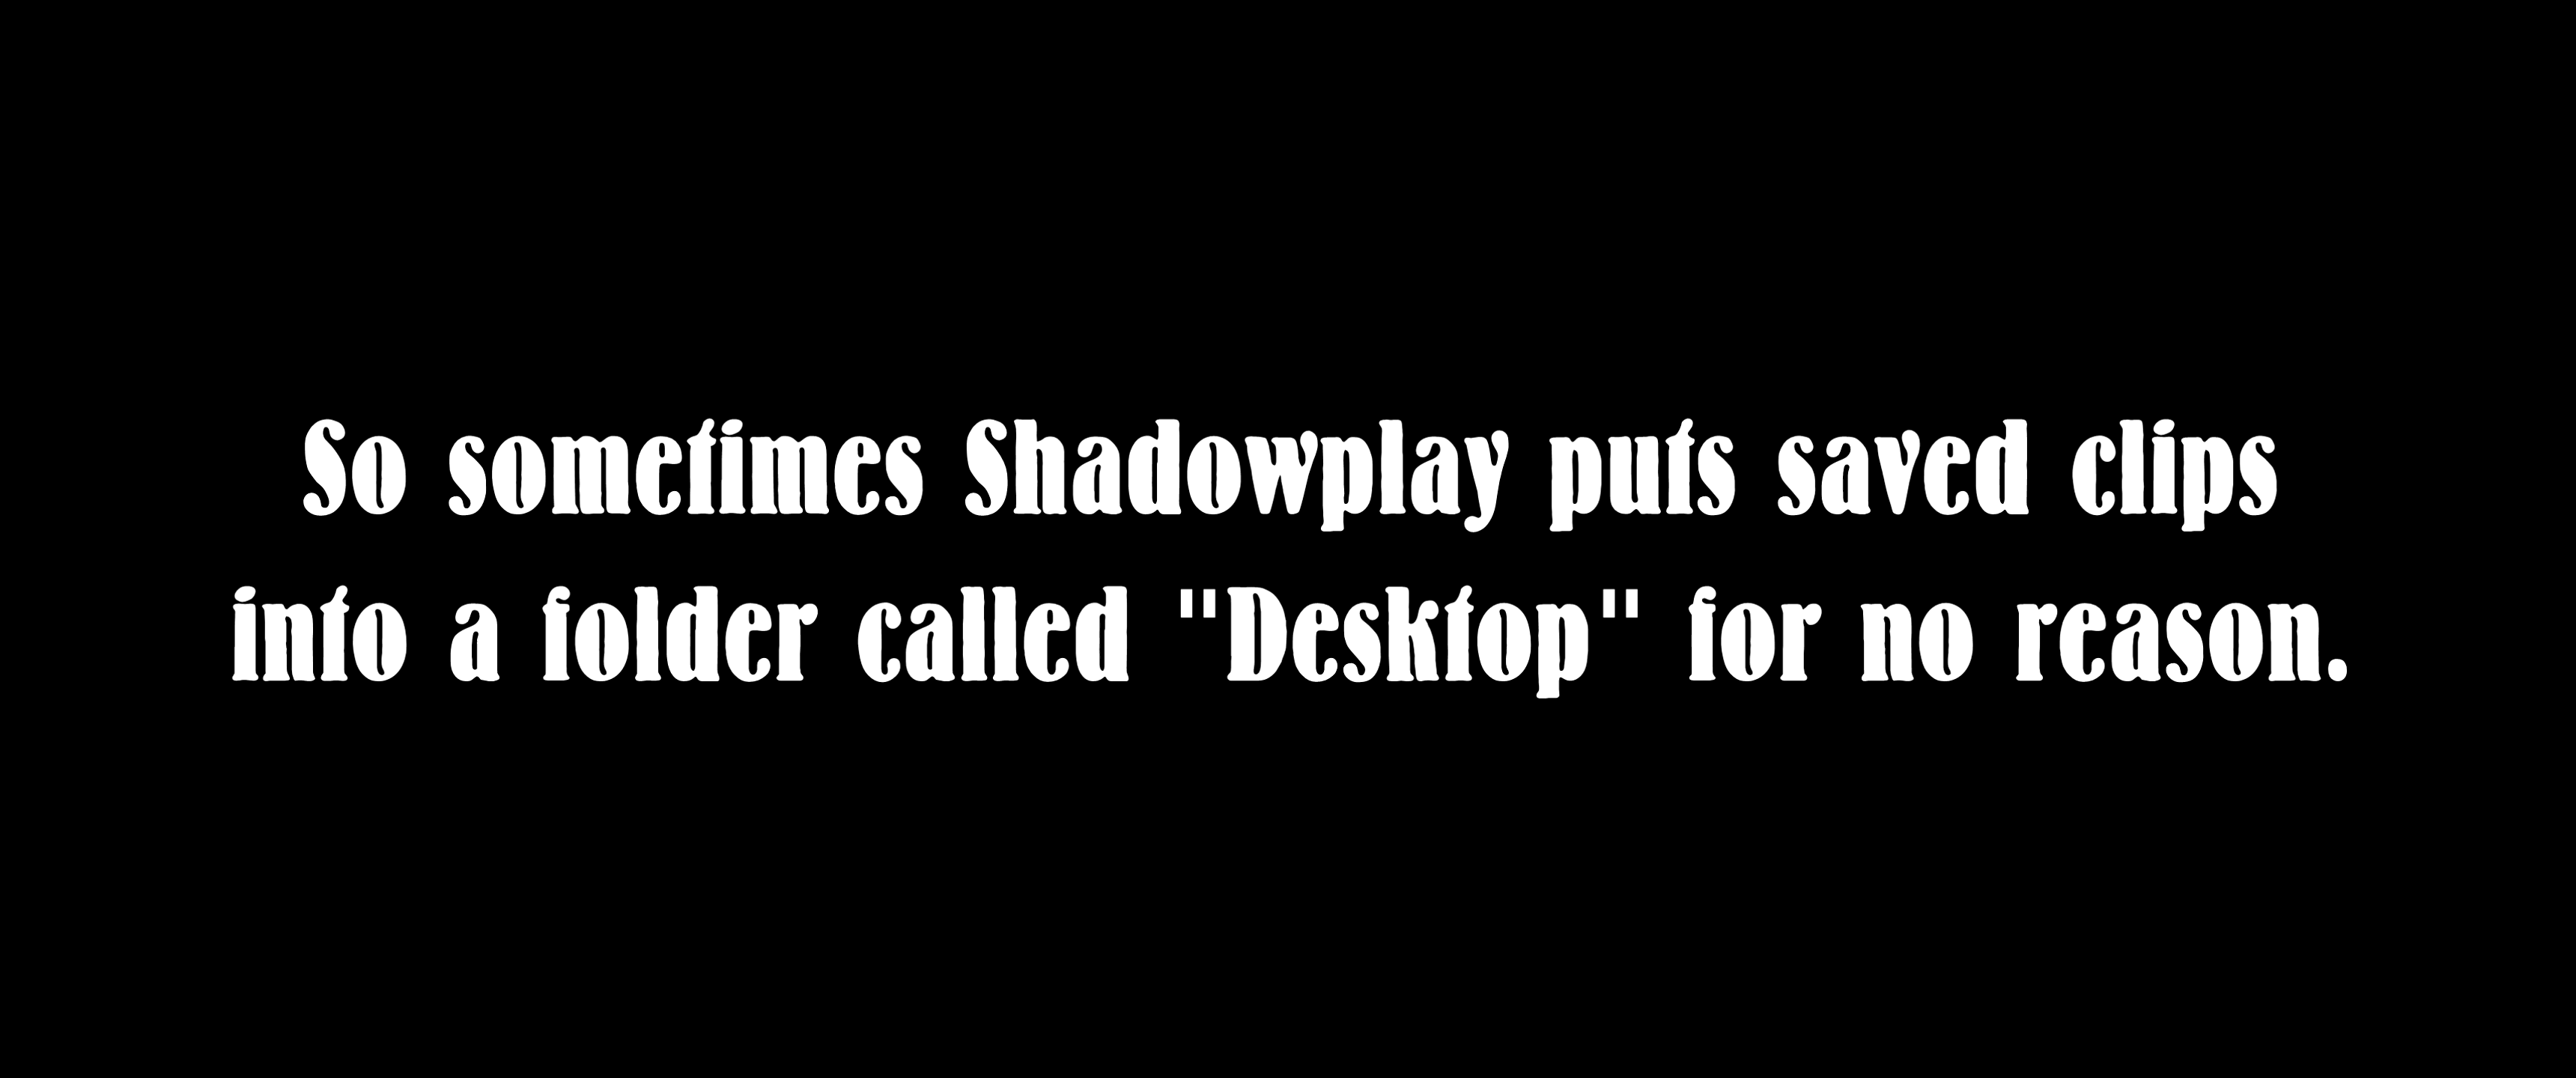 So sometimes Shadowplay puts saved clips
into a folder called "Desktop" for no reason.